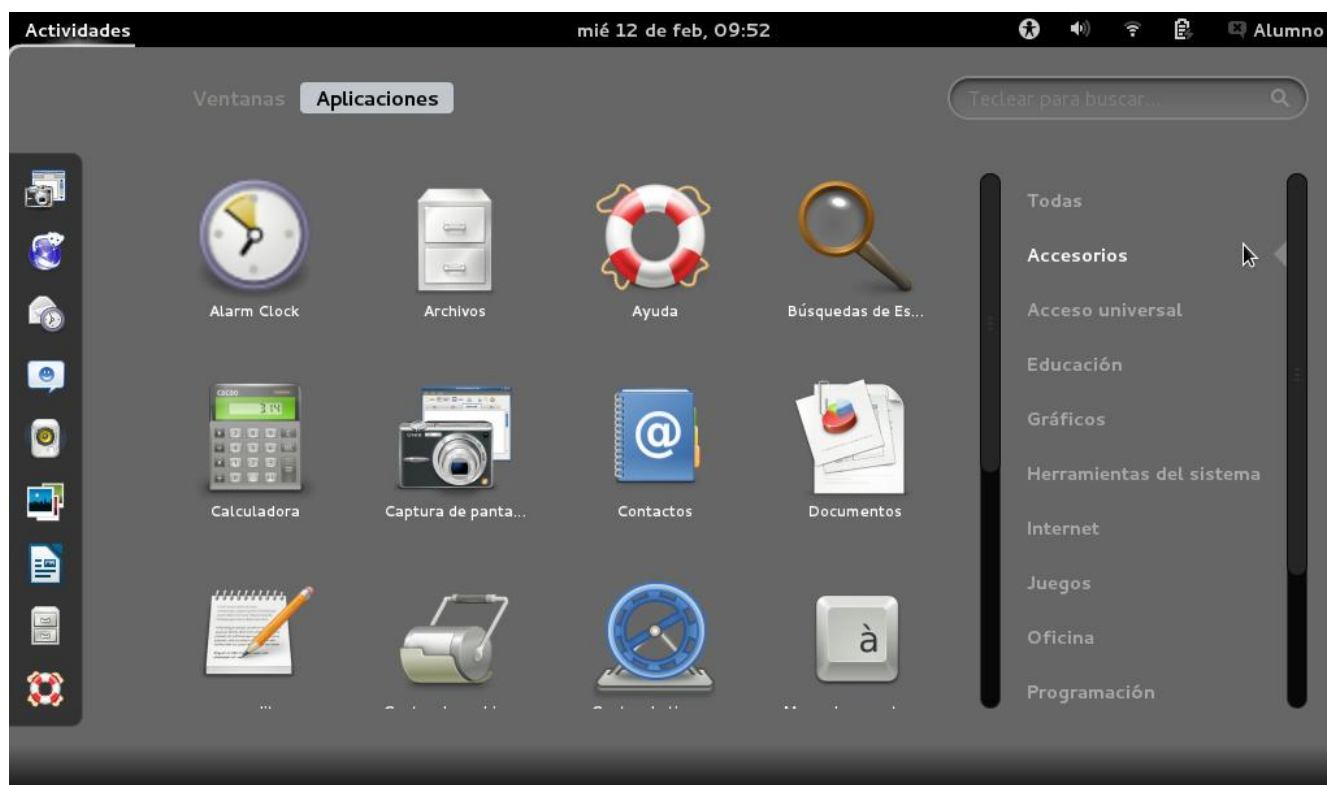 Actividades
mié 12 de feb, 09:52
Alumno
Ventanas
Aplicaciones
Teclear para buscar...
Alarm Clock
Archivos
Ayuda
Búsquedas de Es...
Calculadora
Captura de panta...
Contactos
Documentos
Todas
Accesorios
Acceso universal
Educación
Gráficos
Herramientas del sistema
Internet
Juegos
Oficina
Programación